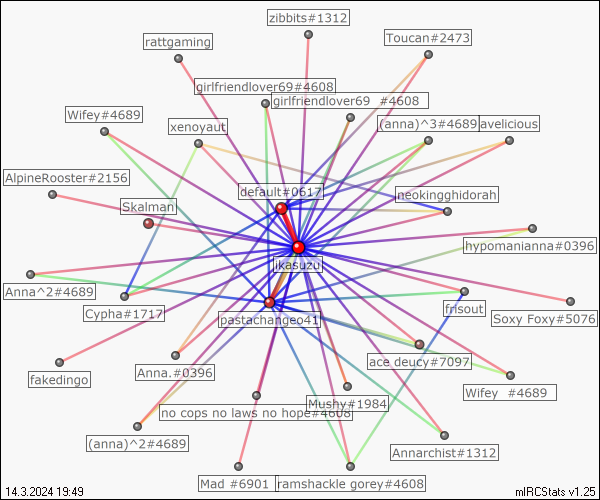 zibbits#1312
rattgaming
Toucan#2473
girlfriendlover69#4608
girlfriendlover69 #4608
Wifey#4689
xenoyaut
(anna)^3#4689
avelicious
AlpineRooster#2156
default#0617
neokingghidorah
Skalman
hypomanianna#0396
ikasuzu
Anna^2#4689
Cypha#1717
frisout
Soxy Foxy#5076
pastachangeo41
ace deucy#7097
fakedingo
Anna.#0396
Wifey #4689
no cops no laws no hope#4608
Mushy#1984
(anna)^2#4689
Annarchist#1312
Mad #6901
ramshackle gorey#4608
14.3.2024 19:49
mIRCStats v1.25